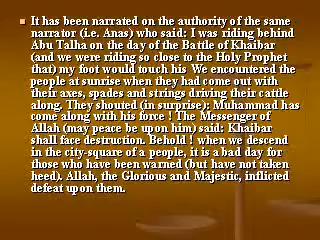 It has been narrated on the authority of the same
narrator (i.e. Anas) who said: I was riding behind
Abu Talha on the day of the Battle of Khaibar
(and we were riding so close to the Holy Prophet
that) my foot would touch his. We encountered the
people at sunrise when they had come out with
their axes, spades and strings driving their cattle
along. They shouted (in surprise): Muhammad has
come along with his force ! The Messenger of
Allah (may peace be upon him) said: Khaibar
shall face destruction. Behold ! when we descend
in the city-square of a people, it is a bad day for
those who have been warned (but have not taken
heed). Allah, the Glorious and Majestic, inflicted
defeat upon them.